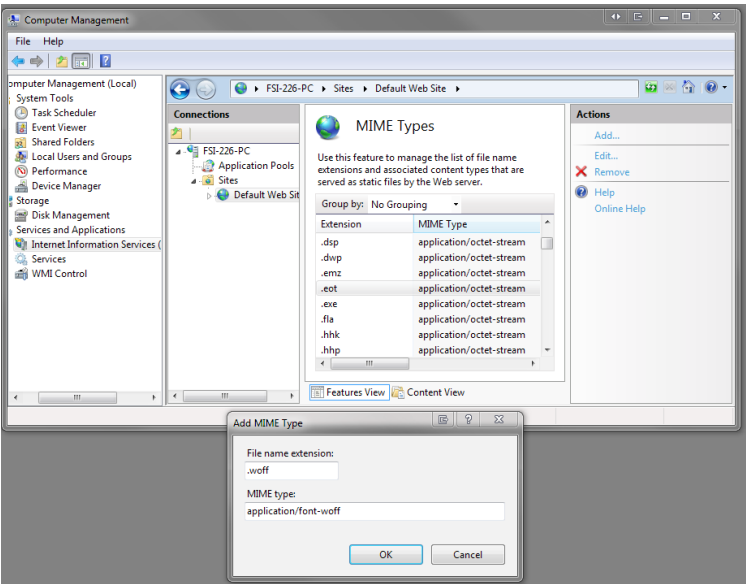 Computer Management
File Help
omputer Management (Local)
System Tools
Task Scheduler
Event Viewer
Shared Folders
Local Users and Groups
Performance
Device Manager
Storage
Disk Management
Services and Applications
Internet Information Services (
Services
WMI Control
FSI-226-PC Sites Default Web Site
Connections
FSI-226-PC
Application Pools
Sites
Default Web Sit
MIME Types
Use this feature to manage the list of file name
extensions and associated content types that are
served as static files by the Web server.
Group by: No Grouping
Extension MIME Type
.dsp application/octet-stream
.dwp application/octet-stream
.emz application/octet-stream
.eot application/octet-stream
.exe application/octet-stream
.fla application/octet-stream
.hhk application/octet-stream
.hhp application/octet-stream
Features View Content View
Actions
Add...
Edit...
Remove
Help
Online Help
Add MIME Type
File name extension:
.woff
MIME type:
application/font-woff
OK Cancel